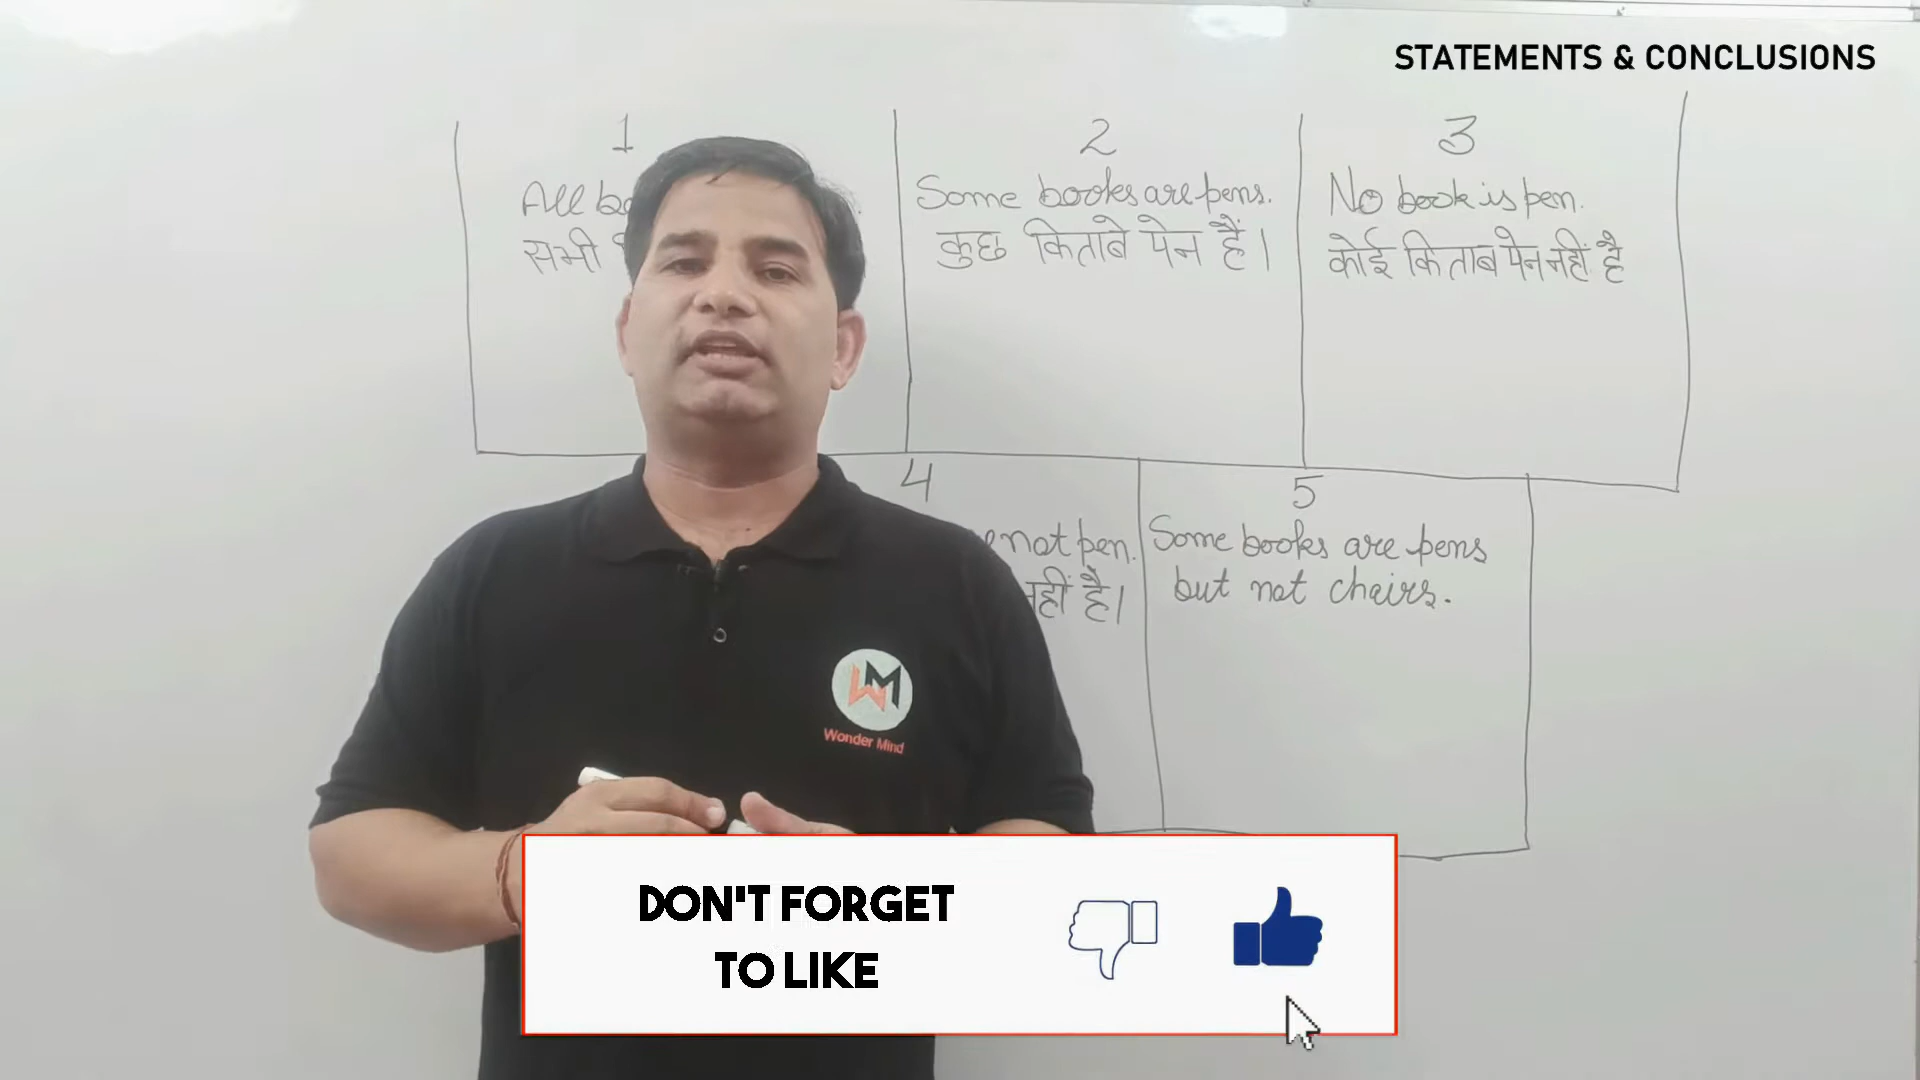 STATEMENTS & CONCLUSIONS
1
All
सभी
2
Some books are pens.
कुछ किताबे पेन हैं।
3
No book is pen.
कोई किताब पेन नहीं है
4
not pen.
नहीं है।
5
Some books are pens
but not chairs.
WM
Wonder Mind
DON'T FORGET
TO LIKE